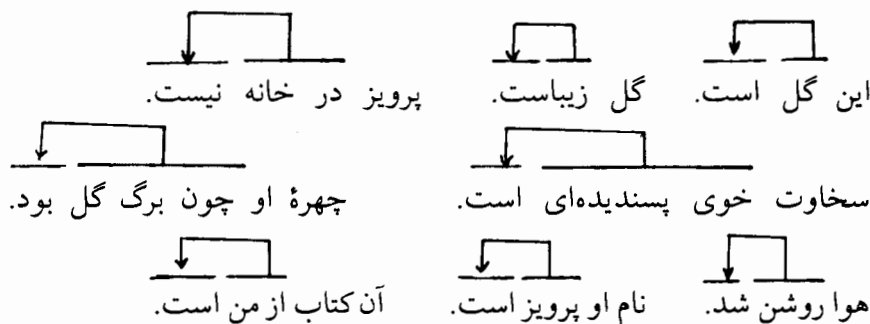 این گل است. گل زیباست. پرویز در خانه نیست.
سخاوت خوی پسندیده‌ای است. چهرهٔ او چون برگ گل بود.
هوا روشن شد. نام او پرویز است. آن کتاب از من است.